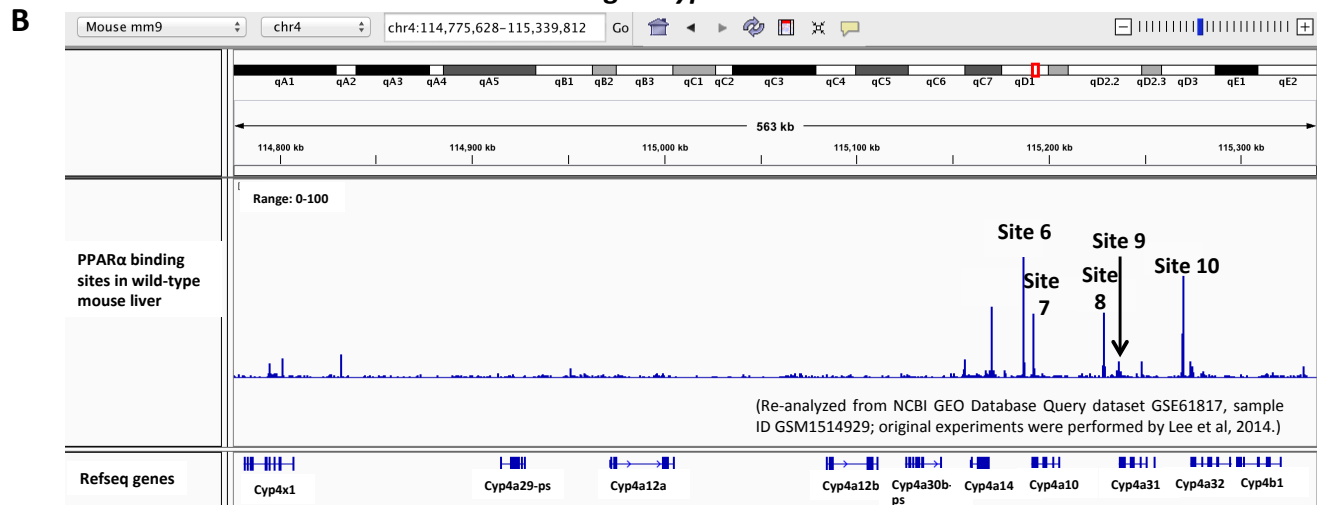 B
Mouse mm9
chr4
chr4:114,775,628-115,339,812
Go
qA1 qA2 qA3 qA4 qA5 qB1 qB2 qB3 qC1 qC2 qC3 qC4 qC5 qC6 qC7 qD1 qD2.2 qD2.3 qD3 qE1 qE2
563 kb
114,800 kb 114,900 kb 115,000 kb 115,100 kb 115,200 kb 115,300 kb
Range: 0-100
PPARα binding
sites in wild-type
mouse liver
Site 6
Site
7
Site
8
Site 9
Site 10
(Re-analyzed from NCBI GEO Database Query dataset GSE61817, sample
ID GSM1514929; original experiments were performed by Lee et al, 2014.)
Refseq genes
Cyp4x1
Cyp4a29-ps
Cyp4a12a
Cyp4a12b
Cyp4a30b-
ps
Cyp4a14
Cyp4a10
Cyp4a31
Cyp4a32
Cyp4b1